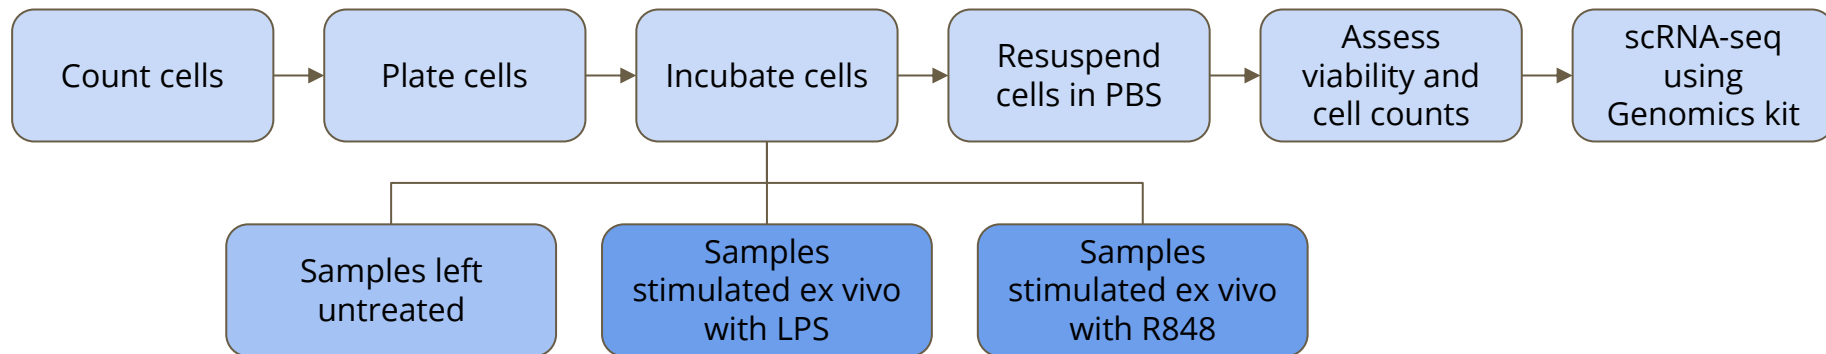 Count cells
Plate cells
Incubate cells
Resuspend
cells in PBS
Assess
viability and
cell counts
scRNA-seq
using
Genomics kit
Samples left
untreated
Samples
stimulated ex vivo
with LPS
Samples
stimulated ex vivo
with R848